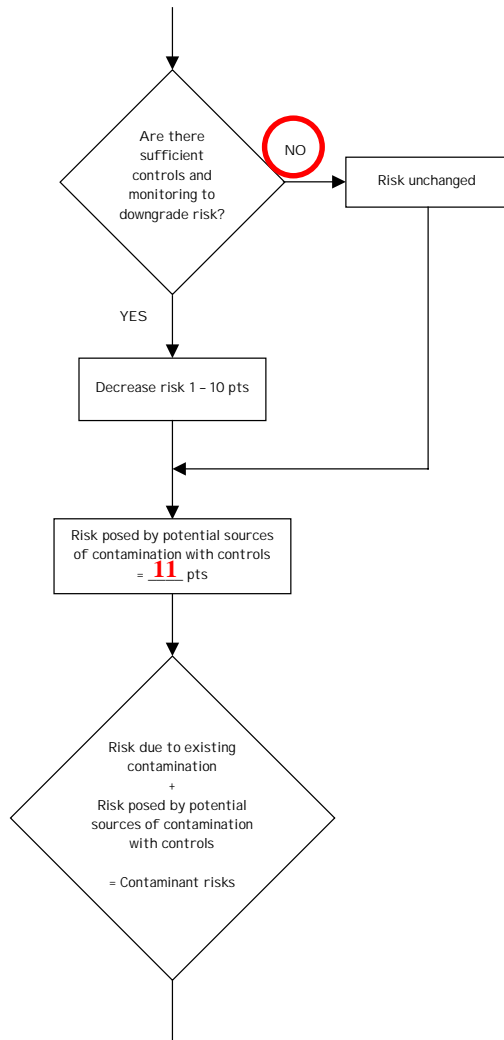 Are there
sufficient
controls and
monitoring to
downgrade risk?
NO
Risk unchanged
YES
Decrease risk 1 – 10 pts
Risk posed by potential sources
of contamination with controls
= 11 pts
Risk due to existing
contamination
+
Risk posed by potential
sources of contamination
with controls
= Contaminant risks